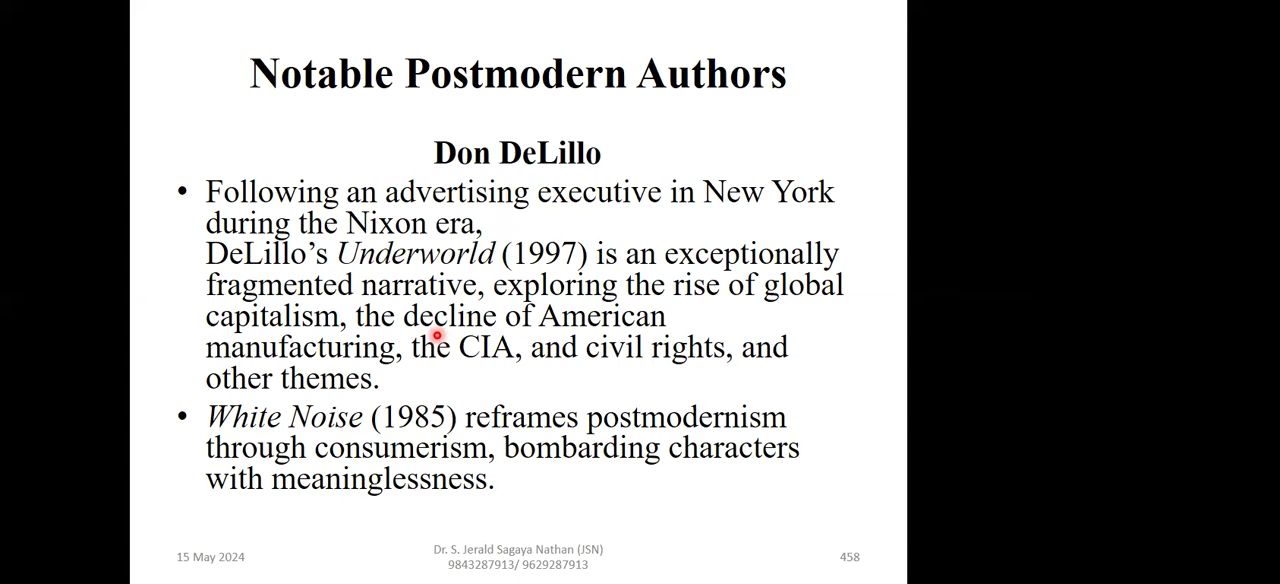 Notable Postmodern Authors
Don DeLillo
• Following an advertising executive in New York
during the Nixon era,
DeLillo’s Underworld (1997) is an exceptionally
fragmented narrative, exploring the rise of global
capitalism, the decline of American
manufacturing, the CIA, and civil rights, and
other themes.
• White Noise (1985) reframes postmodernism
through consumerism, bombarding characters
with meaninglessness.
15 May 2024
Dr. S. Jerald Sagaya Nathan (JSN)
9843287913/ 9629287913
458